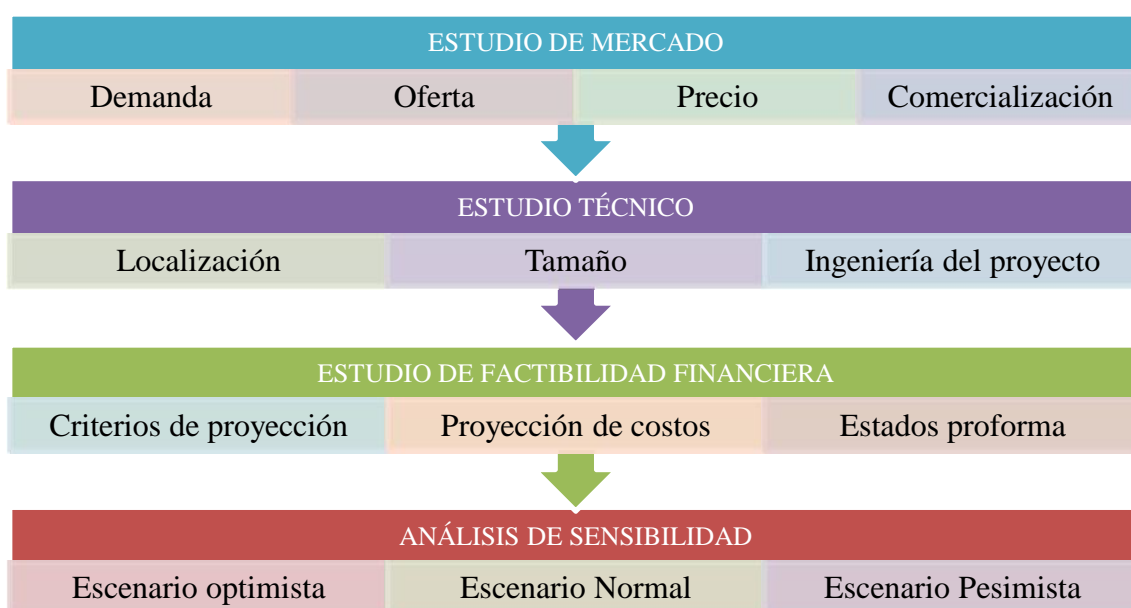 ESTUDIO DE MERCADO
Demanda Oferta Precio Comercialización
ESTUDIO TÉCNICO
Localización Tamaño Ingeniería del proyecto
ESTUDIO DE FACTIBILIDAD FINANCIERA
Criterios de proyección Proyección de costos Estados proforma
ANÁLISIS DE SENSIBILIDAD
Escenario optimista Escenario Normal Escenario Pesimista